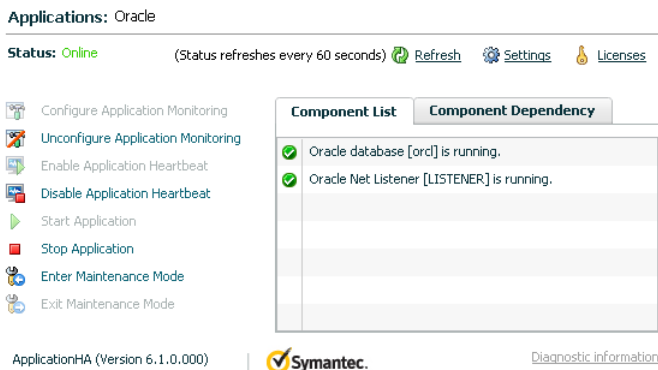 Applications: Oracle
Status: Online (Status refreshes every 60 seconds) Refresh Settings Licenses
Configure Application Monitoring
Unconfigure Application Monitoring
Enable Application Heartbeat
Disable Application Heartbeat
Start Application
Stop Application
Enter Maintenance Mode
Exit Maintenance Mode
Component List Component Dependency
Oracle database [orcl] is running.
Oracle Net Listener [LISTENER] is running.
ApplicationHA (Version 6.1.0.000) Symantec. Diagnostic information